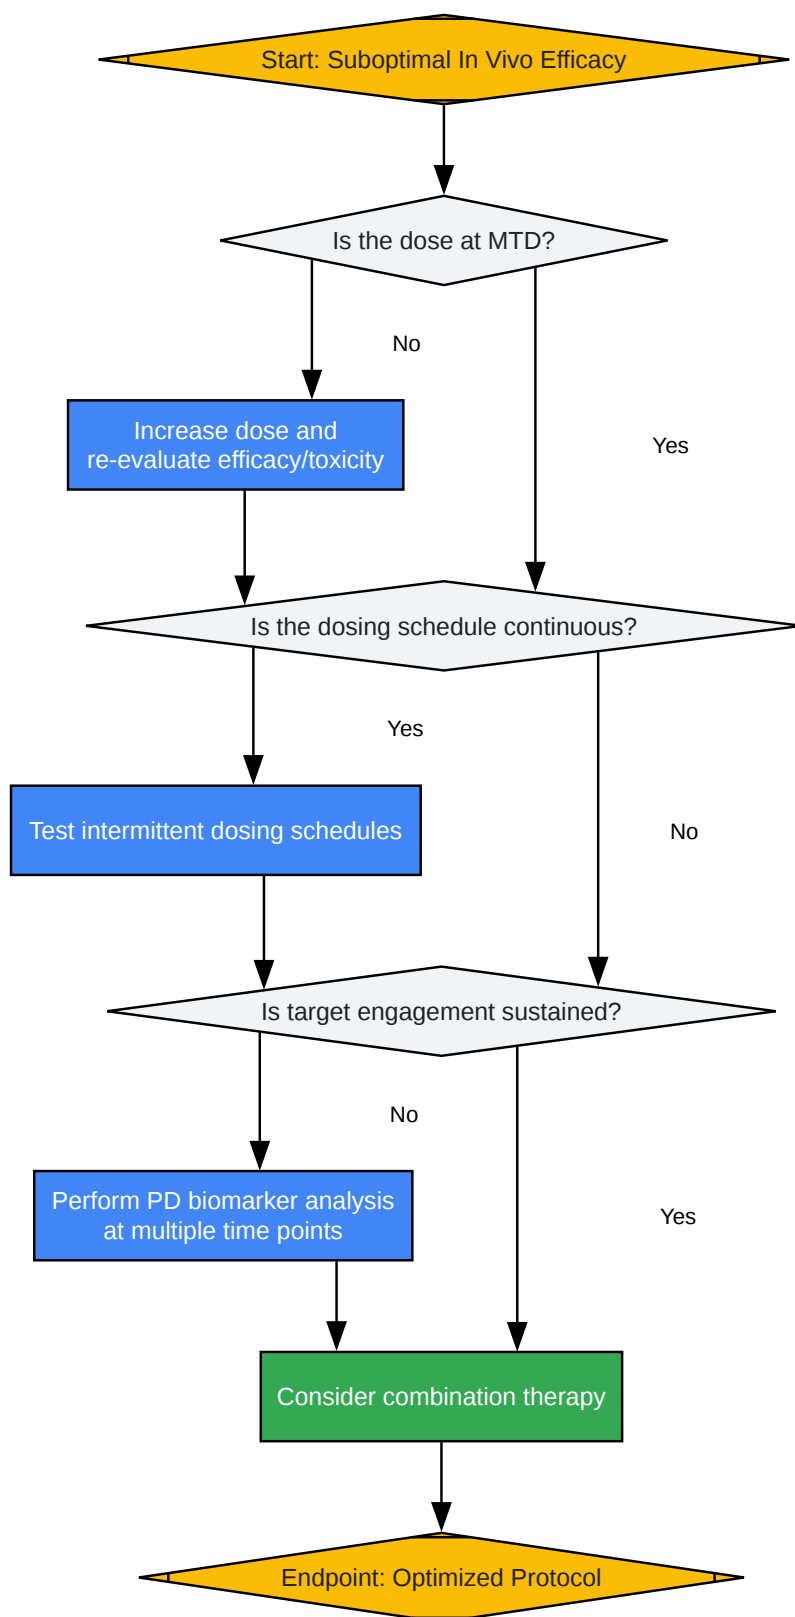 Start: Suboptimal In Vivo Efficacy
Is the dose at MTD?
No
Increase dose and
re-evaluate efficacy/toxicity
Yes
Is the dosing schedule continuous?
Yes
Test intermittent dosing schedules
No
Is target engagement sustained?
No
Perform PD biomarker analysis
at multiple time points
Yes
Consider combination therapy
Endpoint: Optimized Protocol